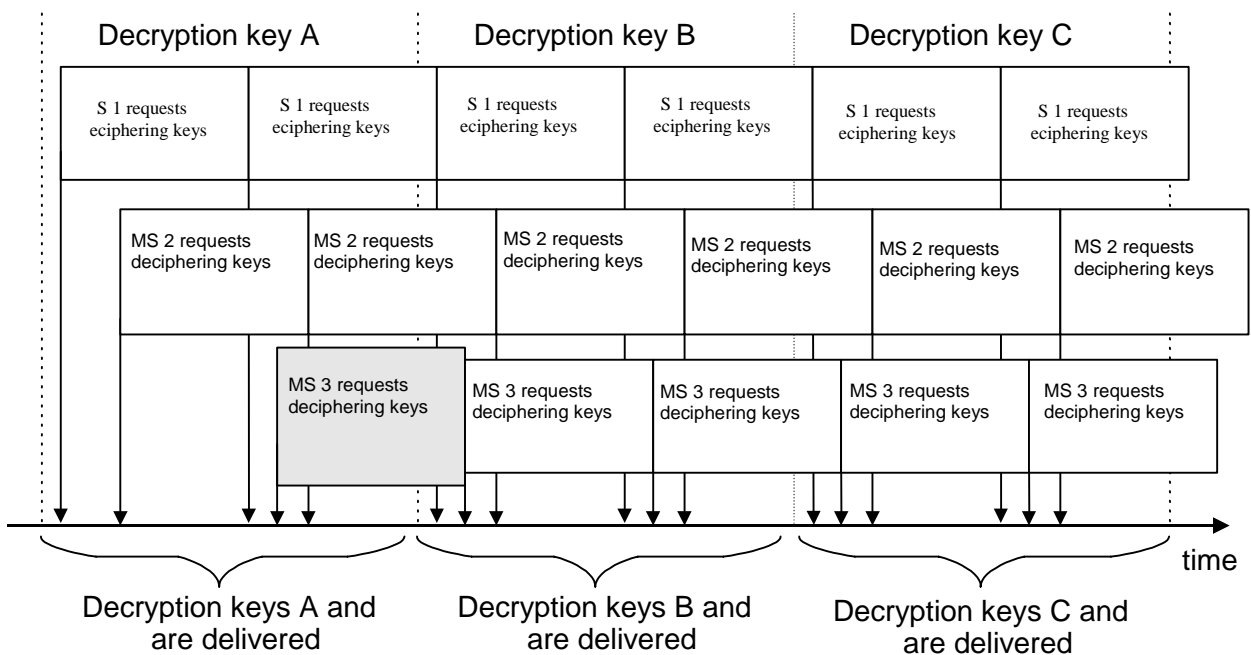 Decryption key A
Decryption key B
Decryption key C
S 1 requests
eciphering keys
S 1 requests
eciphering keys
S 1 requests
eciphering keys
S 1 requests
eciphering keys
S 1 requests
eciphering keys
S 1 requests
eciphering keys
MS 2 requests
deciphering keys
MS 2 requests
deciphering keys
MS 2 requests
deciphering keys
MS 2 requests
deciphering keys
MS 2 requests
deciphering keys
MS 2 requests
deciphering keys
MS 3 requests
deciphering keys
MS 3 requests
deciphering keys
MS 3 requests
deciphering keys
MS 3 requests
deciphering keys
MS 3 requests
deciphering keys
time
Decryption keys A and
are delivered
Decryption keys B and
are delivered
Decryption keys C and
are delivered